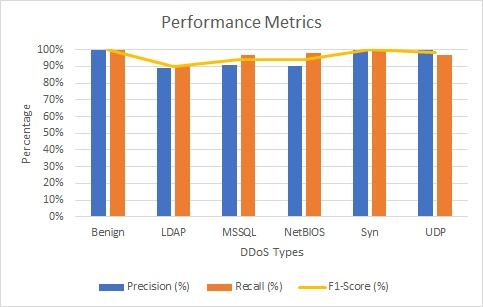 Performance Metrics
100%
90%
80%
70%
60%
50%
40%
30%
20%
10%
0%
Percentage
Benign LDAP MSSQL NetBIOS Syn UDP
DDoS Types
Precision (%) Recall (%) F1-Score (%)